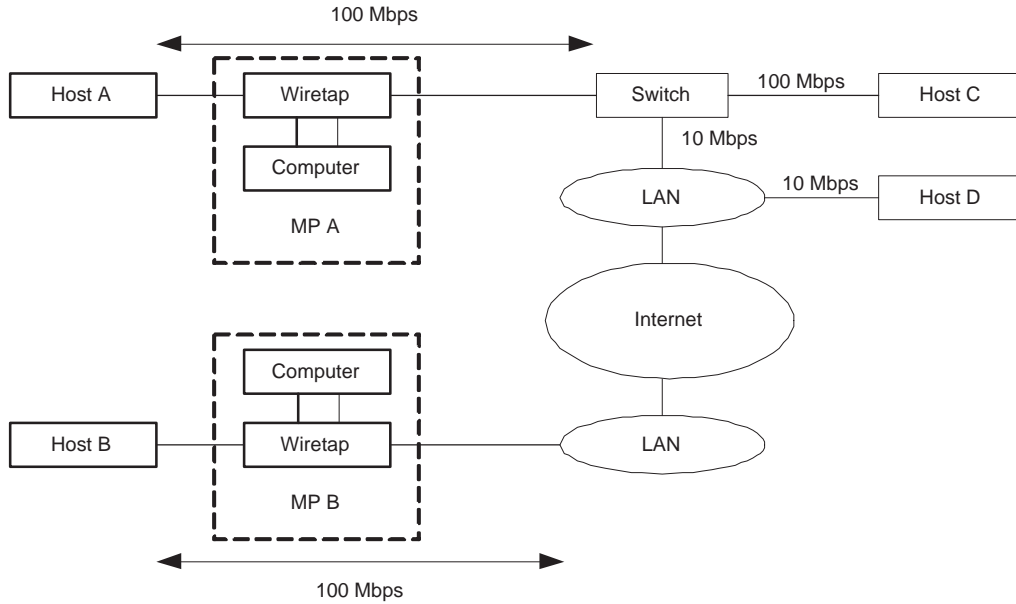 100 Mbps
Host A
Wiretap
Switch
100 Mbps
Host C
10 Mbps
Computer
LAN
10 Mbps
Host D
MP A
Internet
Computer
Host B
Wiretap
LAN
MP B
100 Mbps